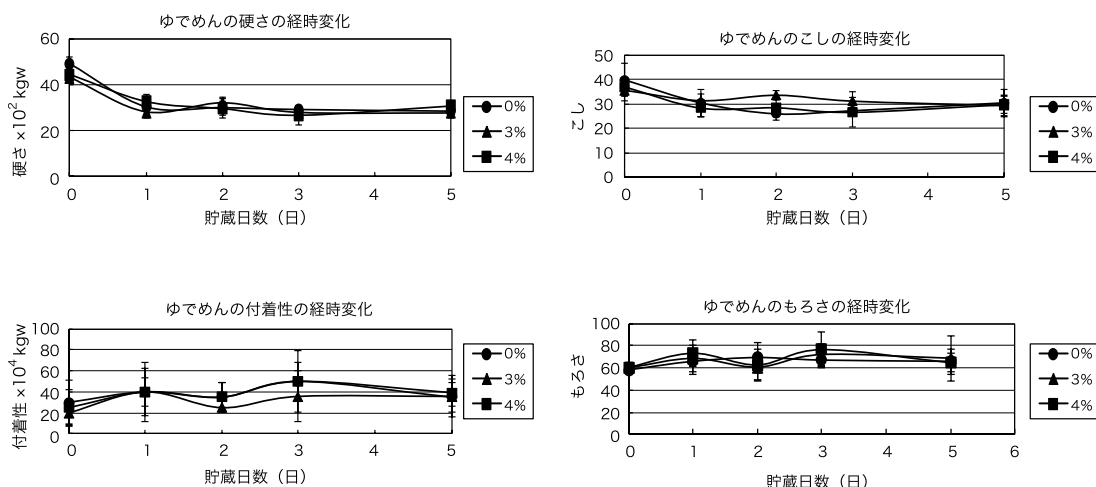 ゆでめんの硬さの経時変化
60
40
20
0
硬さ ×10² kgw
0 1 2 3 4 5
貯蔵日数（日）
0%
3%
4%
ゆでめんのこしの経時変化
50
40
30
20
10
0
こし
0 1 2 3 4 5
貯蔵日数（日）
0%
3%
4%
ゆでめんの付着性の経時変化
100
80
60
40
20
0
付着性 ×10⁴ kgw
0 1 2 3 4 5
貯蔵日数（日）
0%
3%
4%
ゆでめんのもろさの経時変化
100
80
60
40
20
0
もろさ
0 1 2 3 4 5 6
貯蔵日数（日）
0%
3%
4%